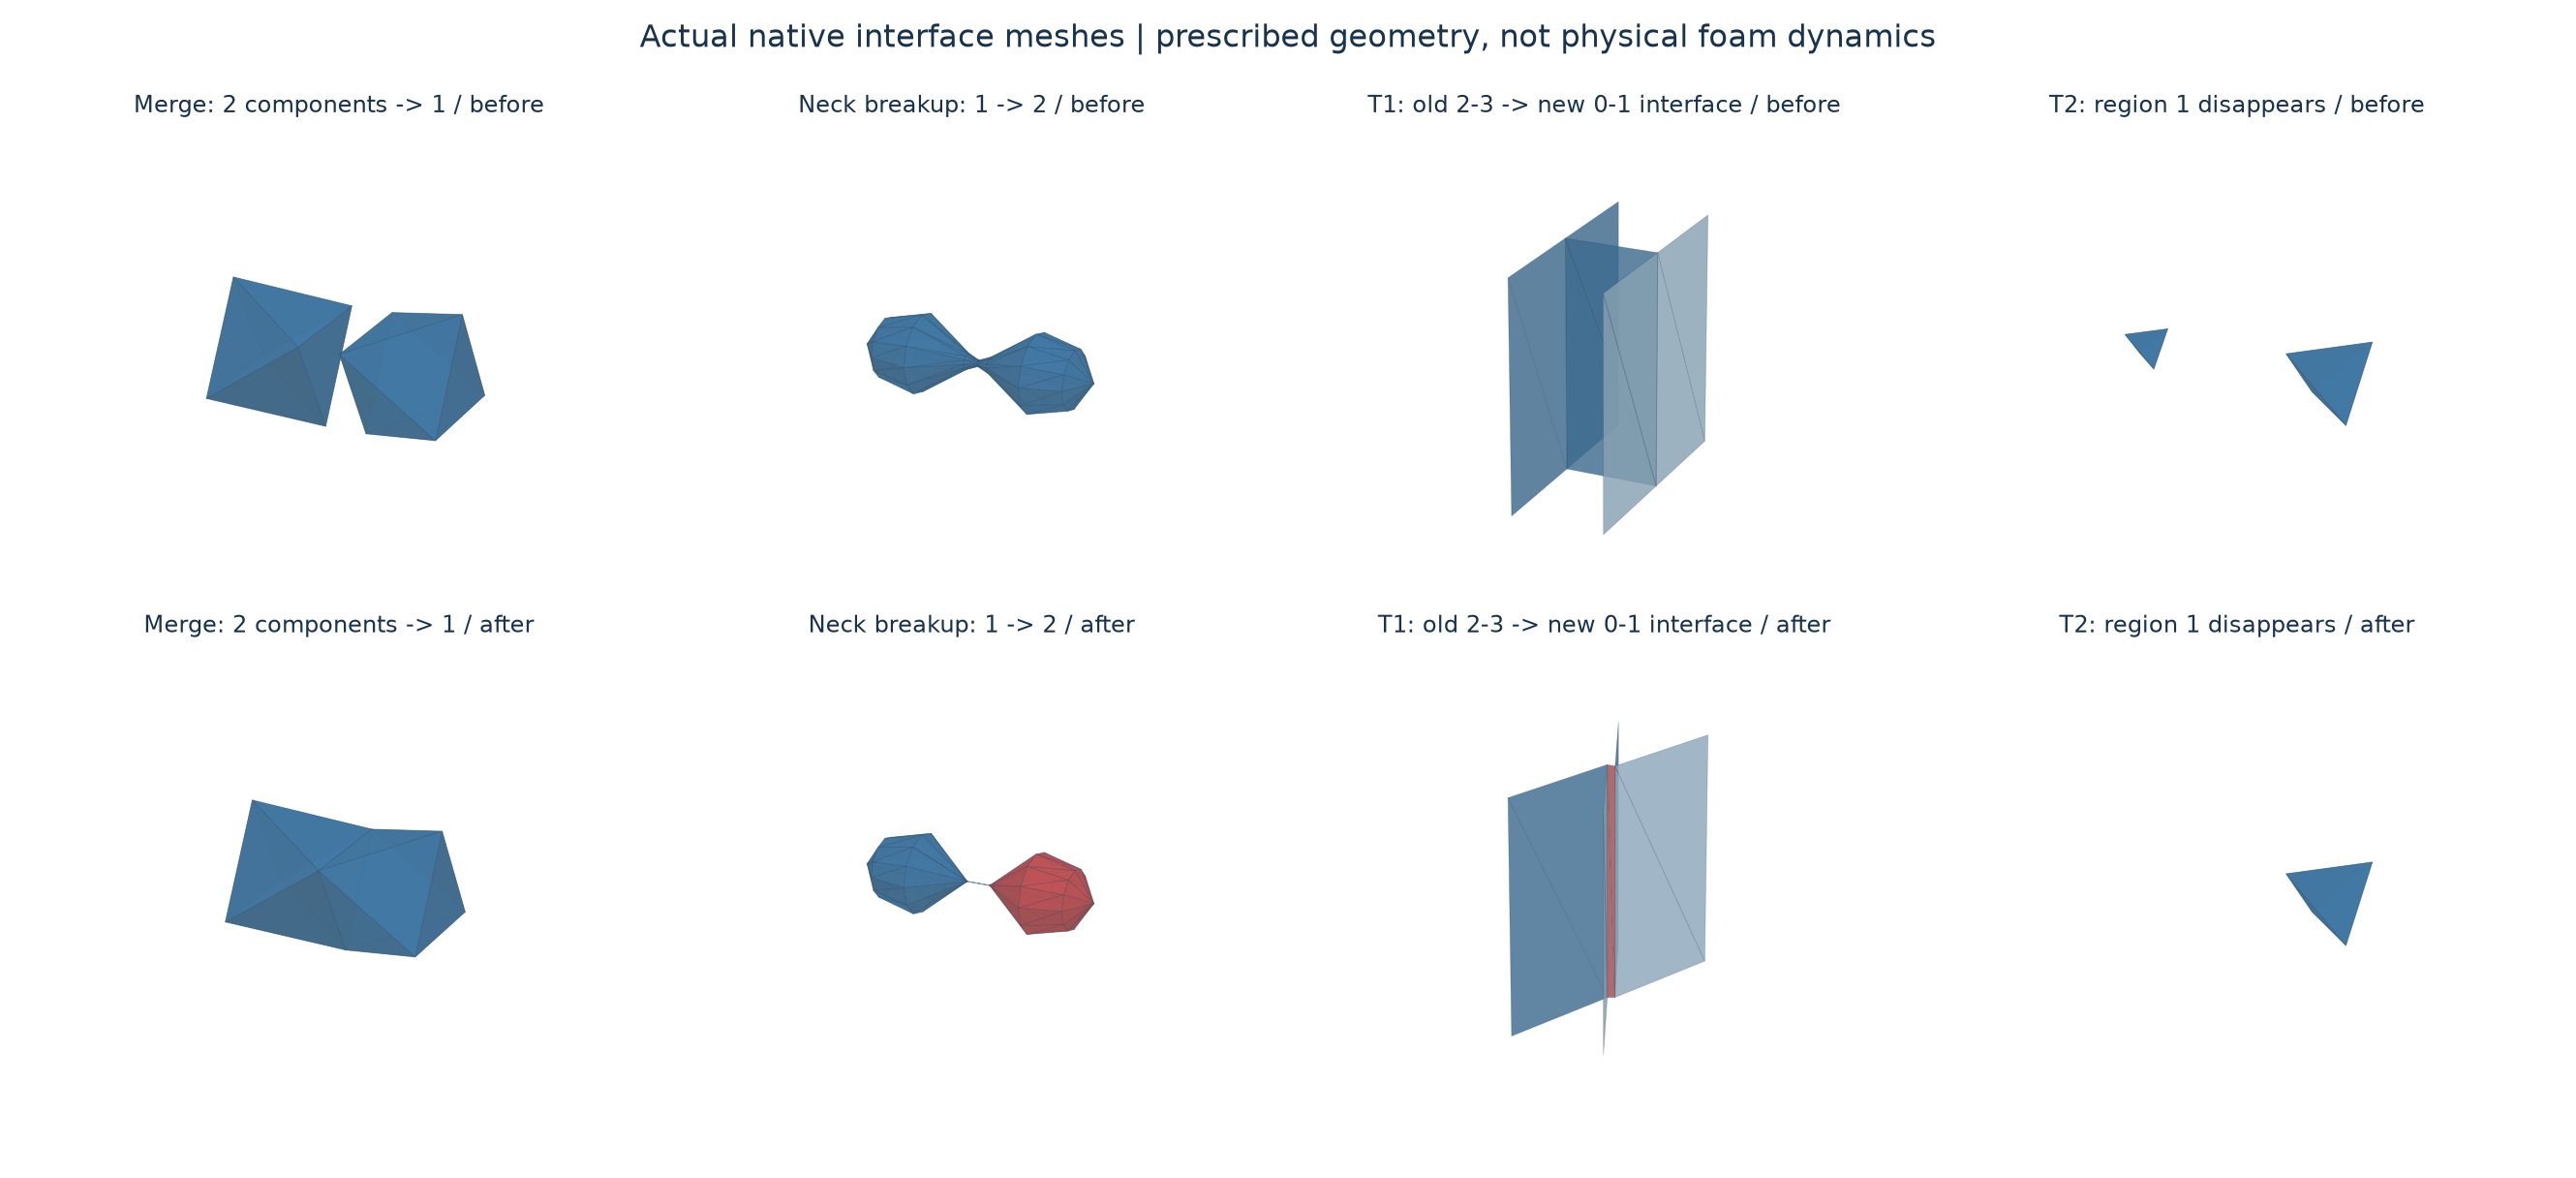 Actual native interface meshes | prescribed geometry, not physical foam dynamics
Merge: 2 components -> 1 / before
Neck breakup: 1 -> 2 / before
T1: old 2-3 -> new 0-1 interface / before
T2: region 1 disappears / before
Merge: 2 components -> 1 / after
Neck breakup: 1 -> 2 / after
T1: old 2-3 -> new 0-1 interface / after
T2: region 1 disappears / after